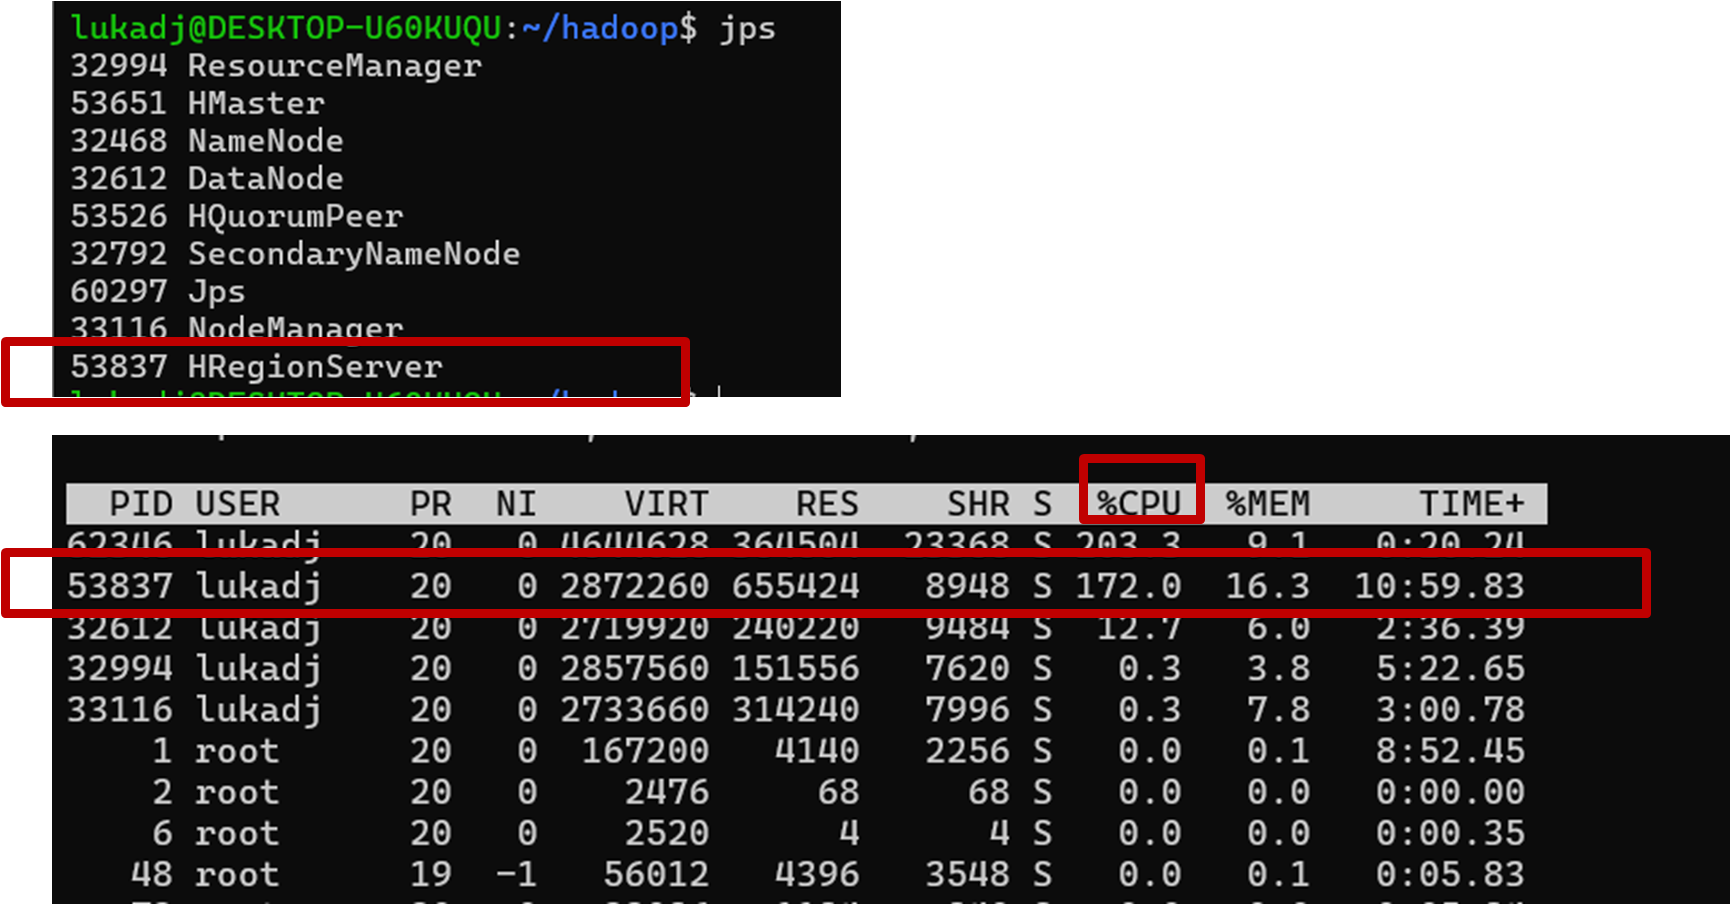 lukadj@DESKTOP-U60KUQU:~/hadoop$ jps
32994 ResourceManager
53651 HMaster
32468 NameNode
32612 DataNode
53526 HQuorumPeer
32792 SecondaryNameNode
60297 Jps
33116 NodeManager
53837 HRegionServer
lukadj@DESKTOP-U60KUQU:~/hadoop$
PID USER PR NI VIRT RES SHR S %CPU %MEM TIME+
62346 lukadj 20 0 4644628 364504 23368 S 203.3 9.1 0:20.24
53837 lukadj 20 0 2872260 655424 8948 S 172.0 16.3 10:59.83
32612 lukadj 20 0 2719920 240220 9484 S 12.7 6.0 2:36.39
32994 lukadj 20 0 2857560 151556 7620 S 0.3 3.8 5:22.65
33116 lukadj 20 0 2733660 314240 7996 S 0.3 7.8 3:00.78
1 root 20 0 167200 4140 2256 S 0.0 0.1 8:52.45
2 root 20 0 2476 68 68 S 0.0 0.0 0:00.00
6 root 20 0 2520 4 4 S 0.0 0.0 0:00.35
48 root 19 -1 56012 4396 3548 S 0.0 0.1 0:05.83